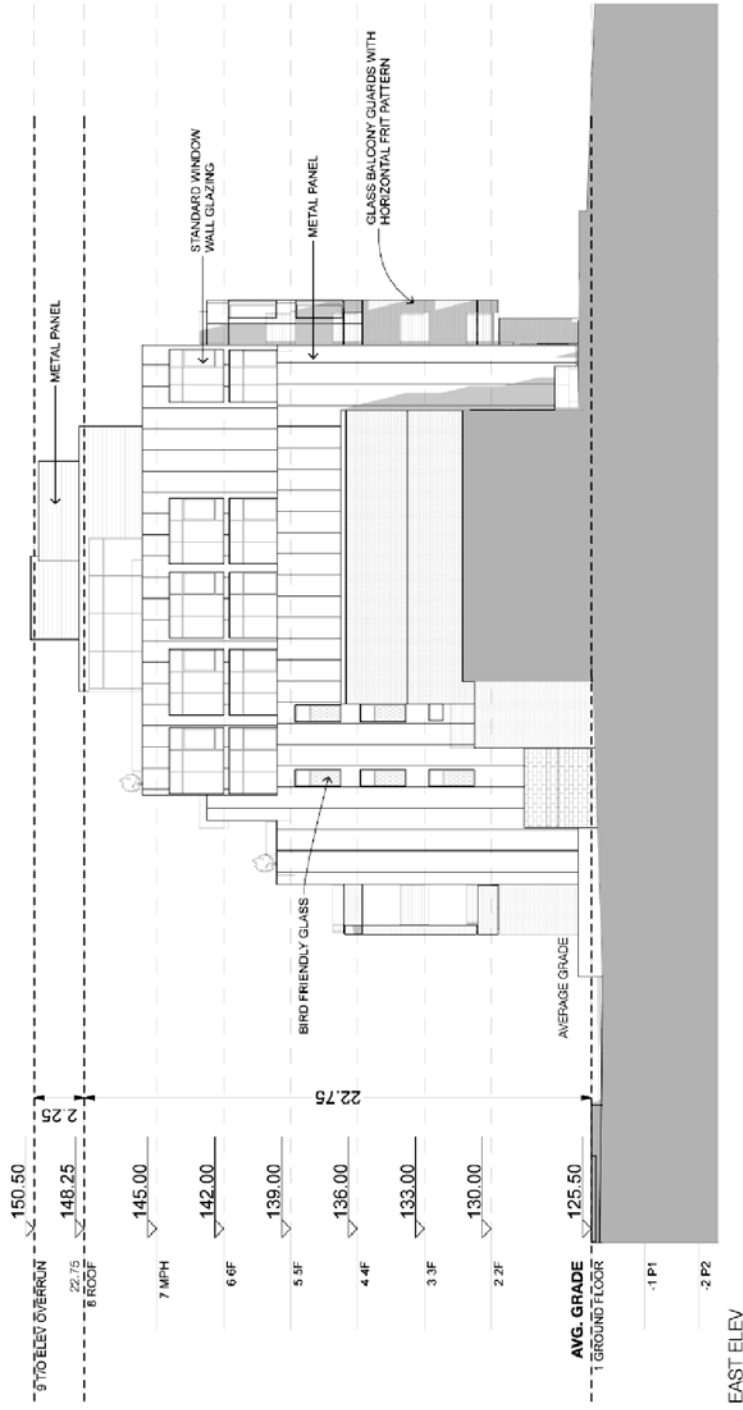 METAL PANEL
STANDARD WINDOW
WALL GLAZING
METAL PANEL
GLASS BALCONY GUARDS WITH
HORIZONTAL FRIT PATTERN
BIRD FRIENDLY GLASS
AVERAGE GRADE
2.25
22.75
150.50
9 T/O ELEV OVERRUN
148.25
22.75
8 ROOF
145.00
7 MPH
142.00
6 6F
139.00
5 5F
136.00
4 4F
133.00
3 3F
130.00
2 2F
125.50
AVG. GRADE
1 GROUND FLOOR
-1 P1
-2 P2
EAST ELEV